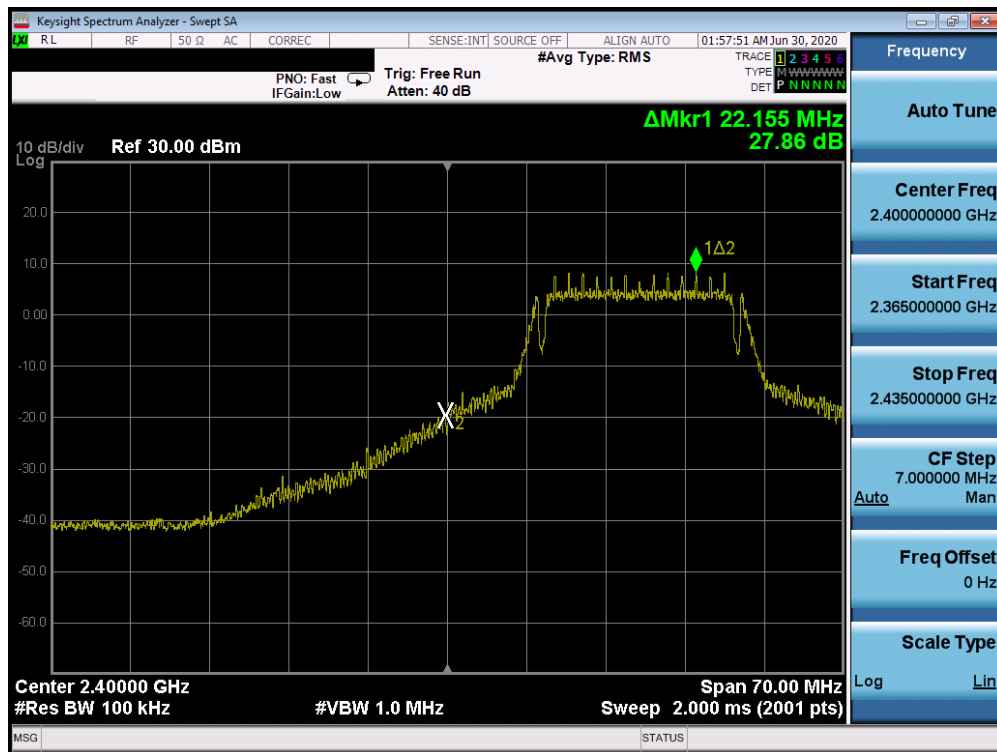 Keysight Spectrum Analyzer - Swept SA
LXI RL RF 50 Ω AC CORREC SENSE:INT SOURCE OFF ALIGN AUTO 01:57:51 AM Jun 30, 2020
#Avg Type: RMS
TRACE 1 2 3 4 5 6
PNO: Fast Trig: Free Run
TYPE M W W W W W
IFGain:Low Atten: 40 dB
DET P N N N N N
ΔMkr1 22.155 MHz
27.86 dB
10 dB/div Ref 30.00 dBm
Log
20.0
10.0
1Δ2
0.00
-10.0
-20.0
2
-30.0
-40.0
-50.0
-60.0
Center 2.40000 GHz Span 70.00 MHz
#Res BW 100 kHz #VBW 1.0 MHz Sweep 2.000 ms (2001 pts)
MSG STATUS
Frequency
Auto Tune
Center Freq
2.400000000 GHz
Start Freq
2.365000000 GHz
Stop Freq
2.435000000 GHz
CF Step
7.000000 MHz
Auto Man
Freq Offset
0 Hz
Scale Type
Log Lin